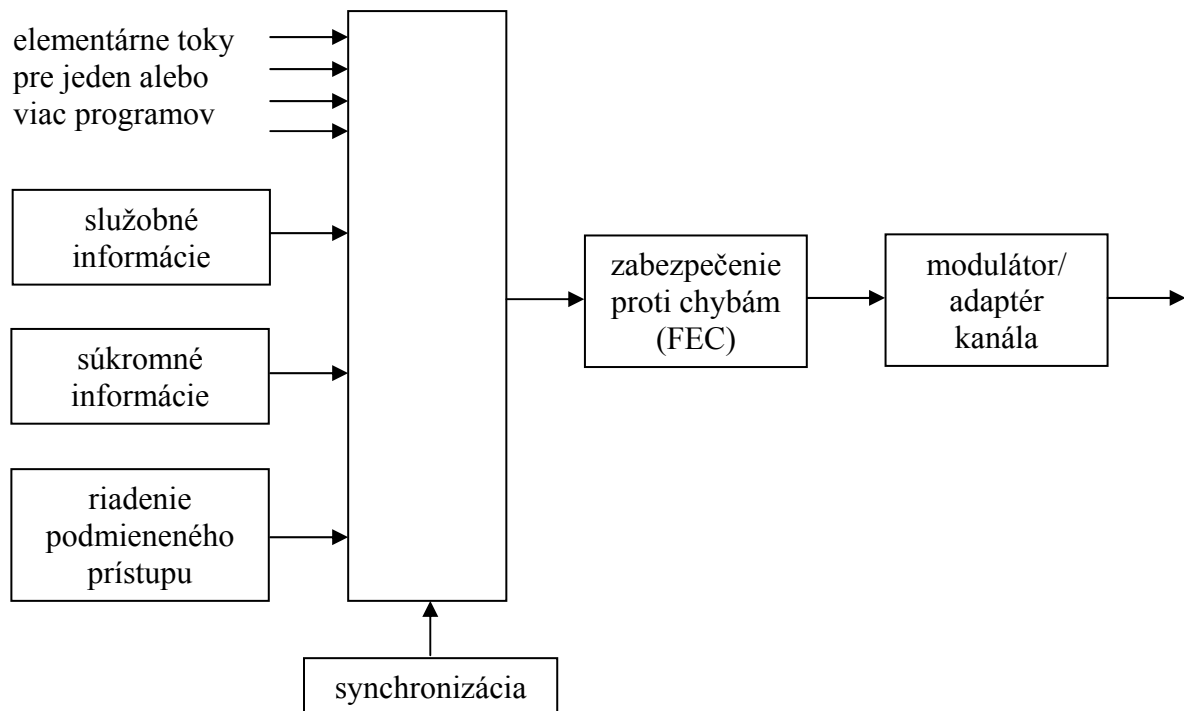 elementárne toky
pre jeden alebo
viac programov
služobné
informácie
súkromné
informácie
riadenie
podmieneného
prístupu
synchronizácia
zabezpečenie
proti chybám
(FEC)
modulátor/
adaptér
kanála